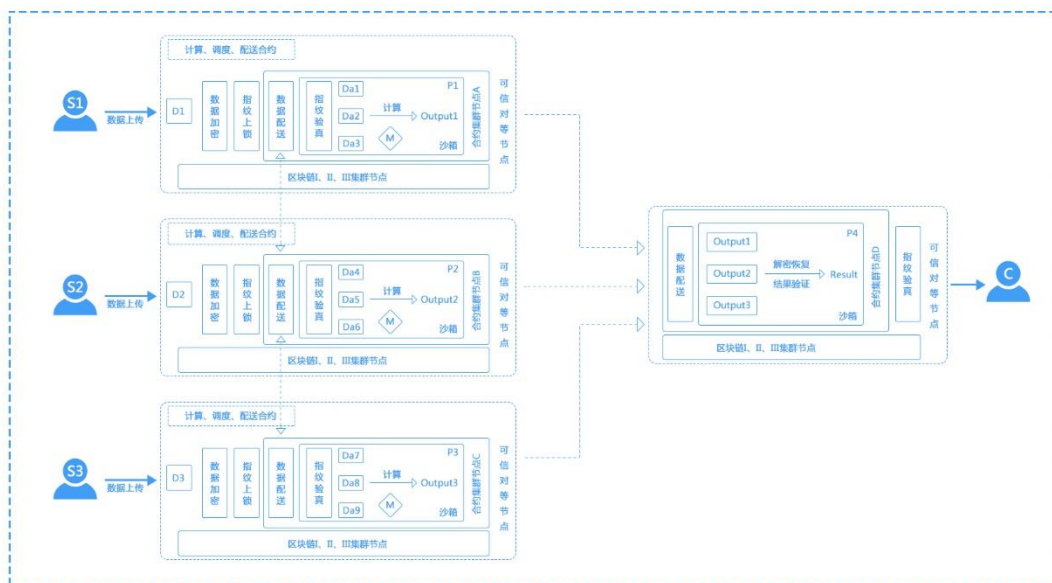 计算、调度、配送合约
S1
数据上传
D1
数据加密
指纹上锁
数据配送
指纹验真
Da1
Da2
Da3
计算
M
P1
Output1
沙箱
合约集群节点A
可信对等节点
区块链I、II、III集群节点
计算、调度、配送合约
S2
数据上传
D2
数据加密
指纹上锁
数据配送
指纹验真
Da4
Da5
Da6
计算
M
P2
Output2
沙箱
合约集群节点B
可信对等节点
区块链I、II、III集群节点
计算、调度、配送合约
S3
数据上传
D3
数据加密
指纹上锁
数据配送
指纹验真
Da7
Da8
Da9
计算
M
P3
Output3
沙箱
合约集群节点C
可信对等节点
区块链I、II、III集群节点
数据配送
Output1
Output2
Output3
解密恢复
结果验证
P4
Result
沙箱
合约集群节点D
指纹验真
可信对等节点
区块链I、II、III集群节点
C